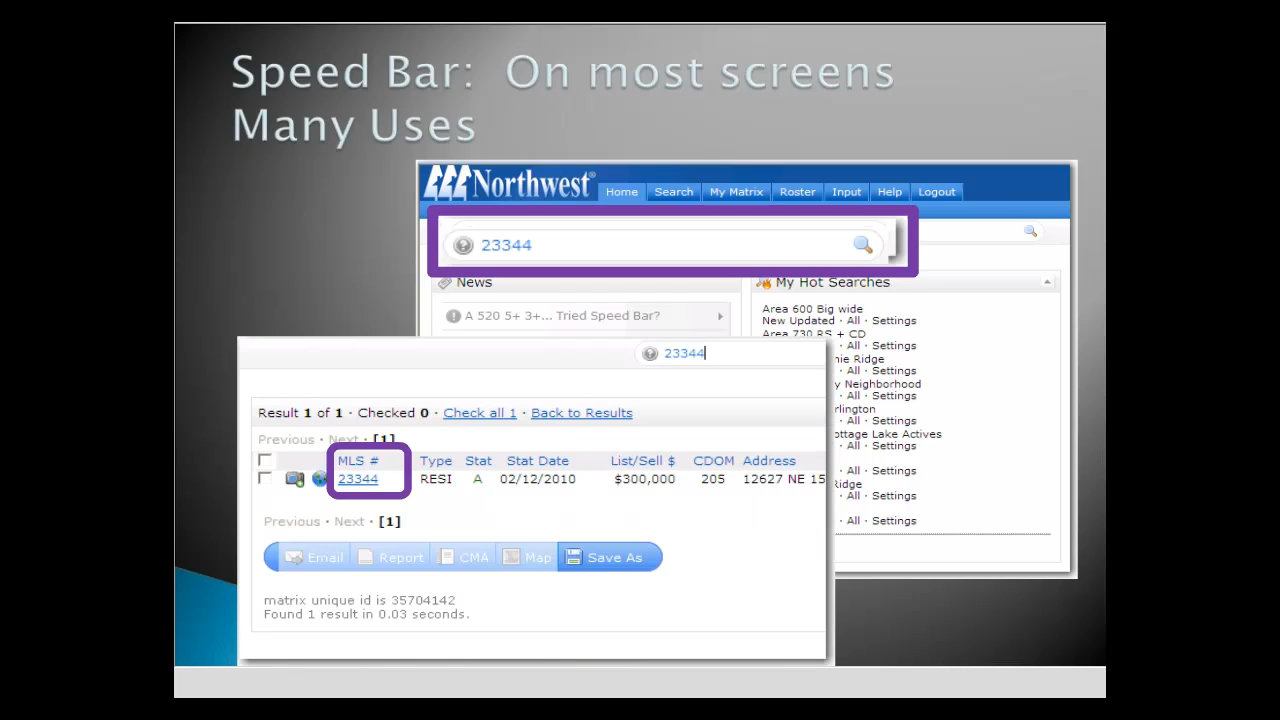 Speed Bar: On most screens
Many Uses
Northwest®
Home Search My Matrix Roster Input Help Logout
23344
News
A 520 5+ 3+... Tried Speed Bar?
My Hot Searches
Area 600 Big wide
New Updated · All · Settings
Area 730 RS + CD
· All · Settings
nie Ridge
· All · Settings
y Neighborhood
· All · Settings
rlington
· All · Settings
ottage Lake Actives
· All · Settings
· All · Settings
Ridge
· All · Settings
· All · Settings
23344
Result 1 of 1 · Checked 0 · Check all 1 · Back to Results
Previous · Next · [1]
MLS # Type Stat Stat Date List/Sell $ CDOM Address
23344 RESI A 02/12/2010 $300,000 205 12627 NE 15
Previous · Next · [1]
Email Report CMA Map Save As
matrix unique id is 35704142
Found 1 result in 0.03 seconds.